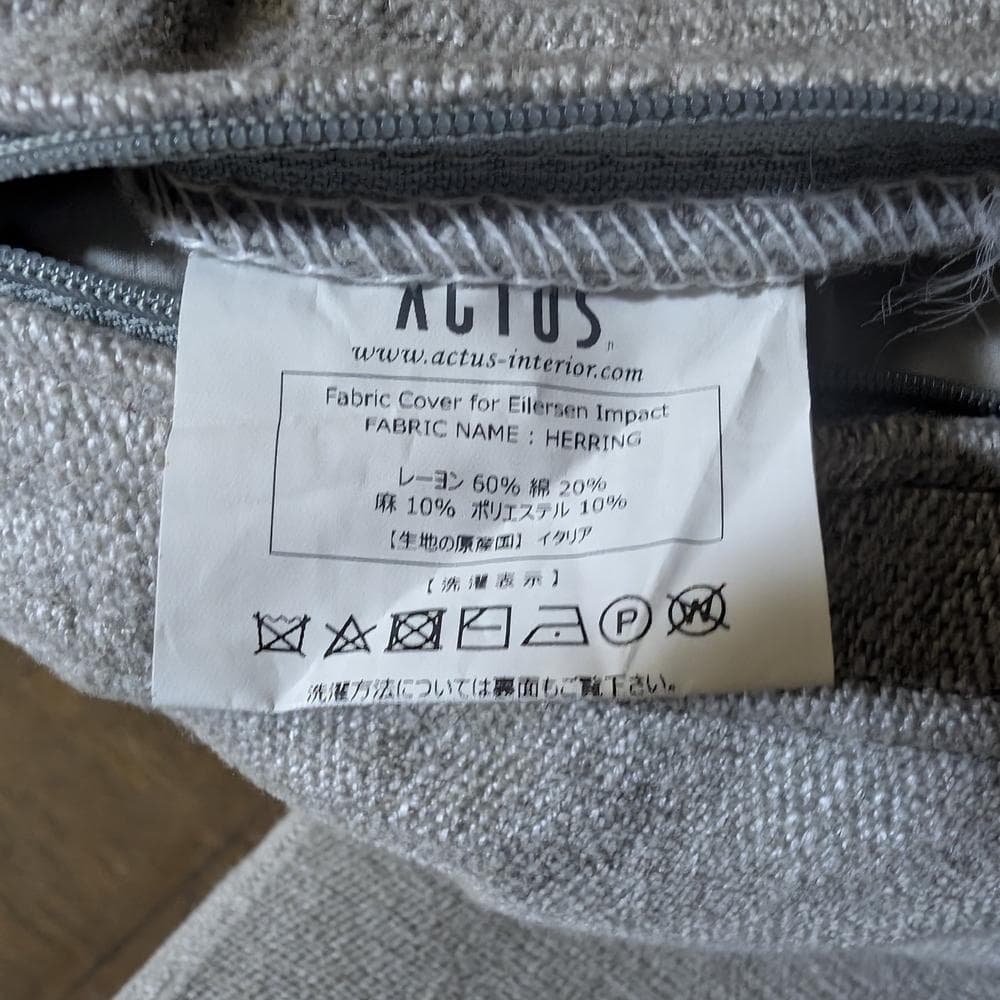 ACTUS
www.actus-interior.com
Fabric Cover for Eilersen Impact
FABRIC NAME : HERRING
レーヨン 60% 綿 20%
麻 10% ポリエステル 10%
【生地の原産国】 イタリア
【洗濯表示】
P W
洗濯方法については裏面もご覧下さい。